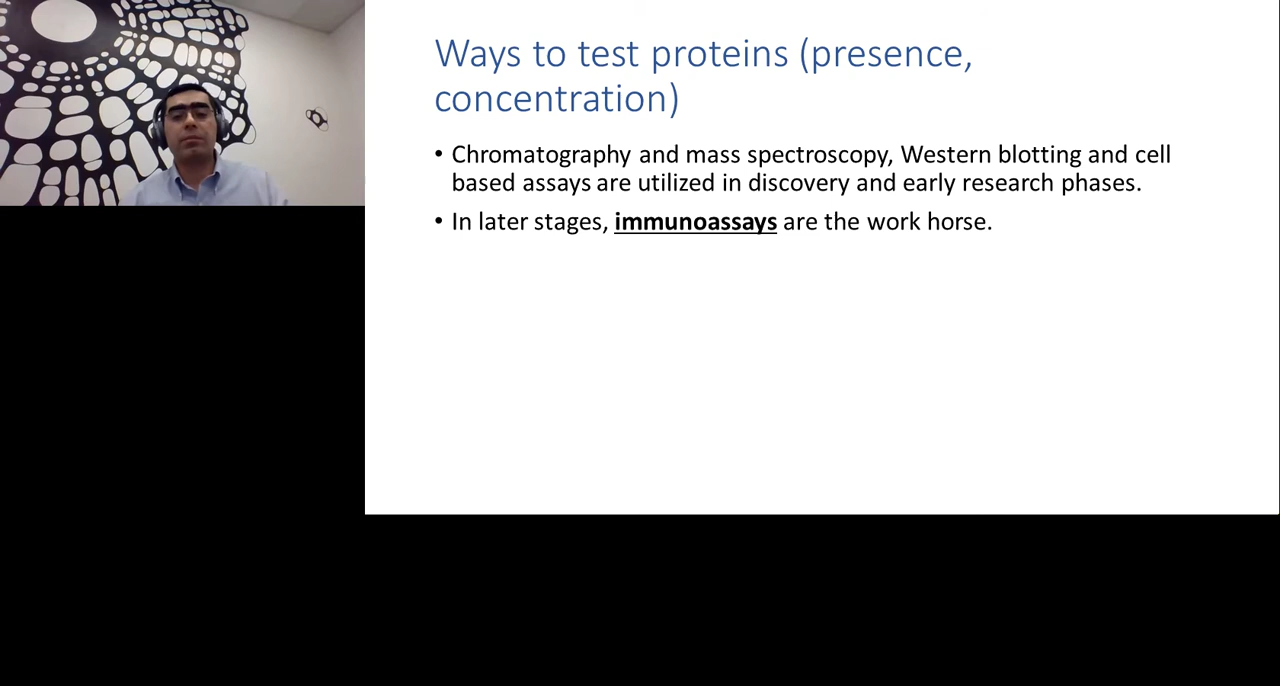 Ways to test proteins (presence,
concentration)
• Chromatography and mass spectroscopy, Western blotting and cell
based assays are utilized in discovery and early research phases.
• In later stages, immunoassays are the work horse.